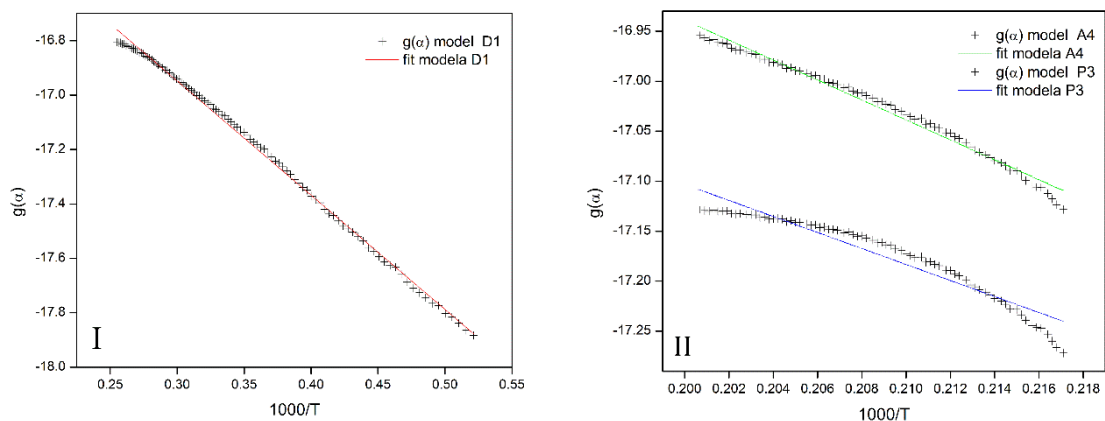 -16.8
-17.0
-17.2
-17.4
-17.6
-17.8
-18.0
g(α)
g(α) model D1
fit modela D1
I
0.25 0.30 0.35 0.40 0.45 0.50 0.55
1000/T
-16.95
-17.00
-17.05
-17.10
-17.15
-17.20
-17.25
g(α)
g(α) model A4
fit modela A4
g(α) model P3
fit modela P3
II
0.200 0.202 0.204 0.206 0.208 0.210 0.212 0.214 0.216 0.218
1000/T